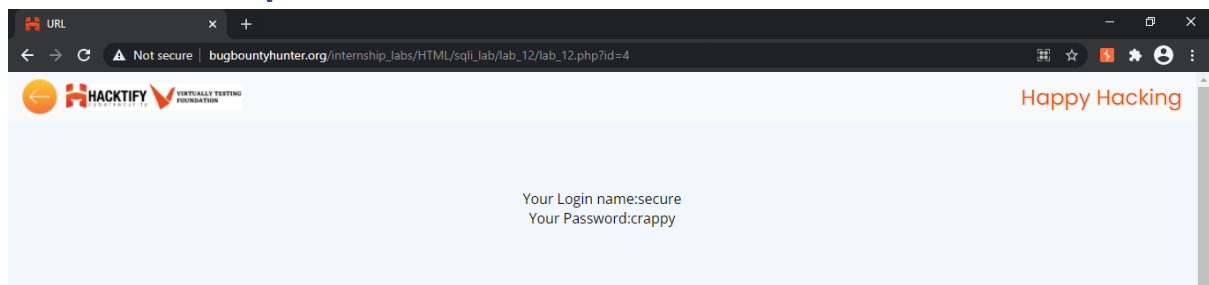 URL
Not secure | bugbountyhunter.org/internship_labs/HTML/sqli_lab/lab_12/lab_12.php?id=4
HACKTIFY
cybersecurity
VIRTUALLY TESTING
FOUNDATION
Happy Hacking
Your Login name:secure
Your Password:crappy